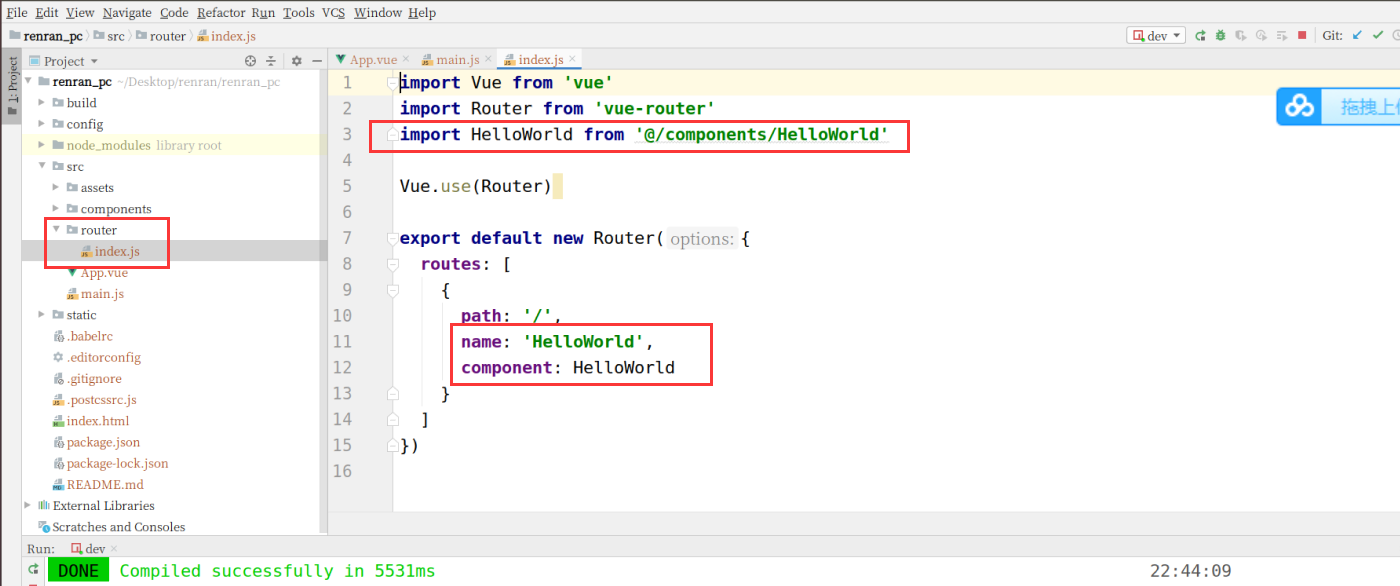 File Edit View Navigate Code Refactor Run Tools VCS Window Help
renran_pc src router index.js dev Git:
1: Project
Project App.vue main.js index.js
renran_pc ~/Desktop/renran/renran_pc
build
config
node_modules library root
src
assets
components
router
index.js
App.vue
main.js
static
.babelrc
.editorconfig
.gitignore
.postcssrc.js
index.html
package.json
package-lock.json
README.md
External Libraries
Scratches and Consoles
1 import Vue from 'vue'
2 import Router from 'vue-router'
3 import HelloWorld from '@/components/HelloWorld'
4
5 Vue.use(Router)
6
7 export default new Router( options: {
8 routes: [
9 {
10 path: '/',
11 name: 'HelloWorld',
12 component: HelloWorld
13 }
14 ]
15 })
16
拖拽上
Run: dev
DONE Compiled successfully in 5531ms 22:44:09